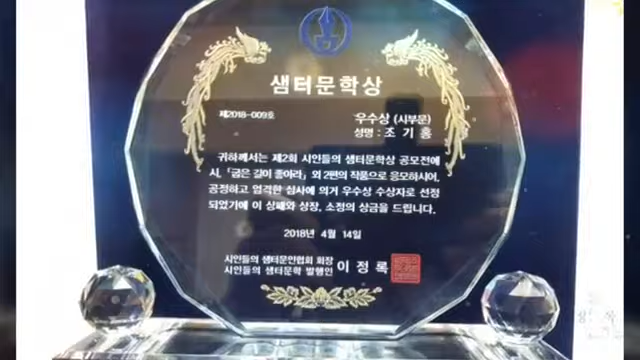 샘터문학상
제2018-009호
우수상 (시부문)
성명 : 조 기 홍
귀하께서는 제2회 시인들의 샘터문학상 공모전에
시, 「굽은 길이 좋아라」 외 2편의 작품으로 응모하시어,
공정하고 엄격한 심사에 의거 우수상 수상자로 선정
되었기에 이 상패와 상장, 소정의 상금을 드립니다.
2018년 4월 14일
시인들의 샘터문인협회 회장
시인들의 샘터문학 발행인 이 정 록